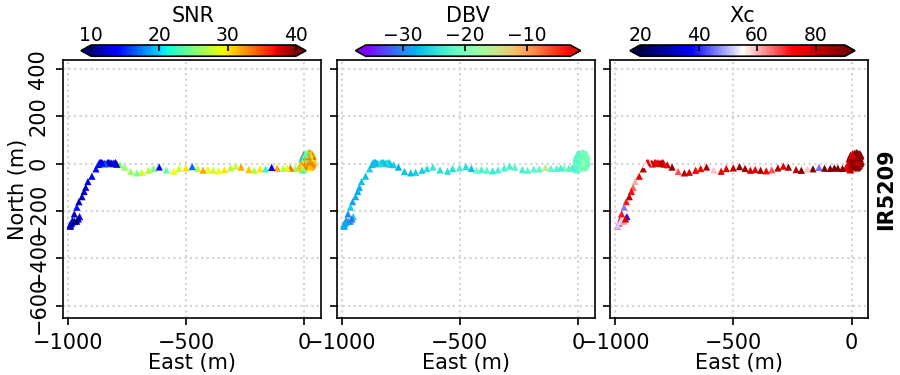 SNR DBV Xc
10 20 30 40 −30 −20 −10 20 40 60 80
400
200
0
−200
−400
−600
North (m)
IR5209
−1000 −500 0 −1000 −500 0 −1000 −500 0
East (m) East (m) East (m)